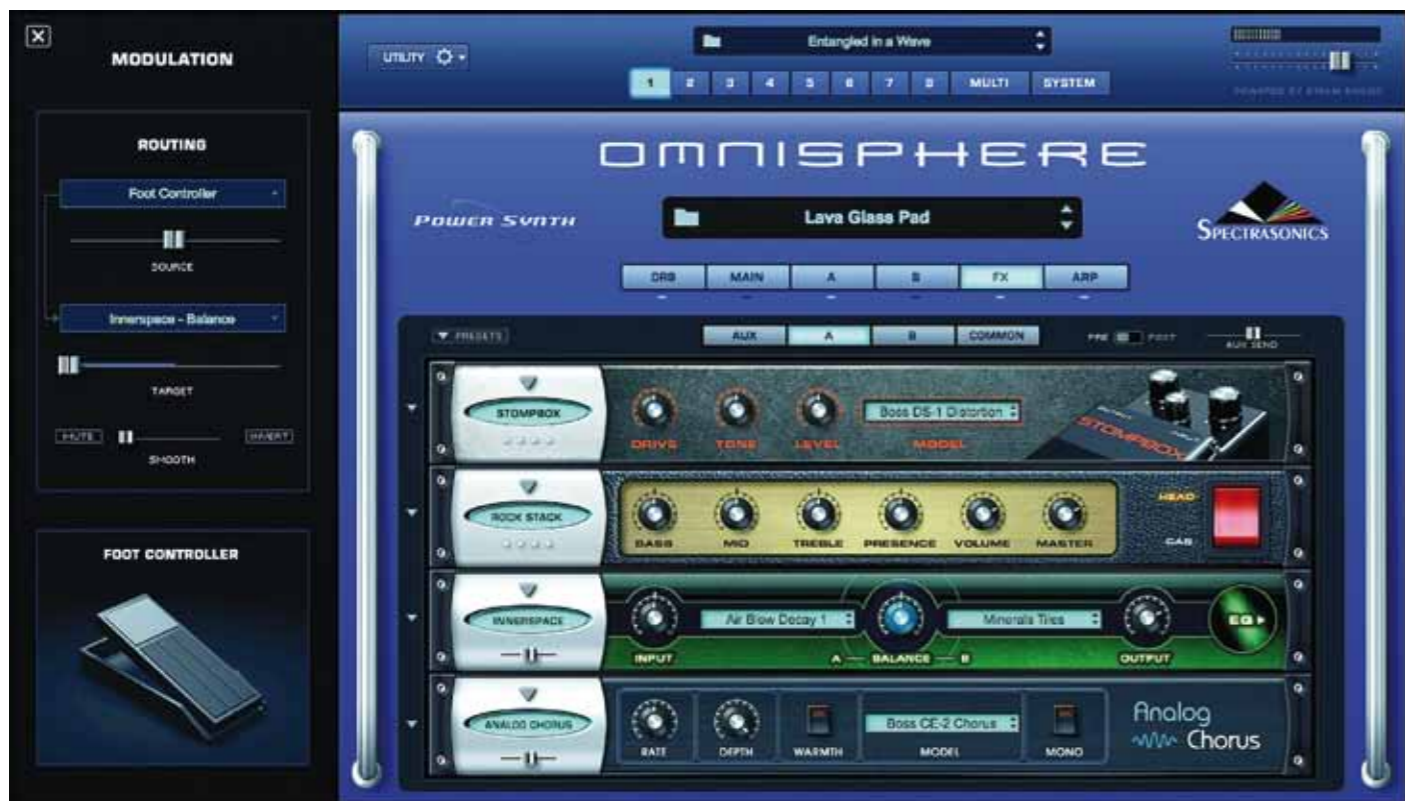 MODULATION
ROUTING
Foot Controller
SOURCE
Innerspace - Balance
TARGET
MUTE
INVERT
SMOOTH
FOOT CONTROLLER
UTILITY
Entangled in a Wave
1 2 3 4 5 6 7 8 MULTI SYSTEM
OMNISPHERE
POWER SYNTH
Lava Glass Pad
SPECTRASONICS
ORB MAIN A B FX ARP
PRESETS
AUX A B COMMON
PRE POST
AUX SEND
STOMPBOX
DRIVE TONE LEVEL
Boss DS-1 Distortion
MODEL
OUTPUT
INPUT
STOMPBOX
ROCK STACK
BASS MID TREBLE PRESENCE VOLUME MASTER
HEAD
CAB
INNERSPACE
INPUT
Air Blow Decay 1
A BALANCE B
Minerals Tires
OUTPUT
EQ
ANALOG CHORUS
RATE DEPTH WARMTH
Boss CE-2 Chorus
MODEL
MONO
Analog
Chorus